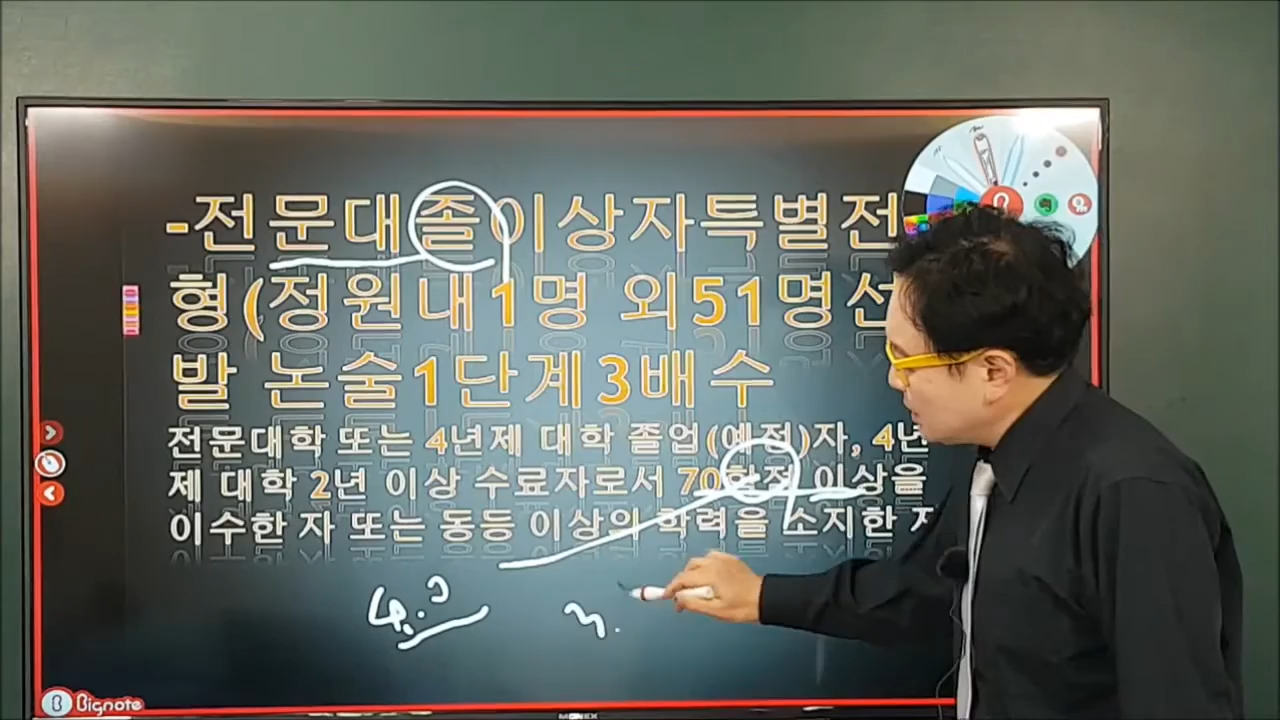 -전문대졸이상자특별전
형(정원내1명 외51명선
발 논술1단계3배수
전문대학 또는 4년제 대학 졸업(예정)자, 4년
제 대학 2년 이상 수료자로서 70학점 이상을
이수한 자 또는 동등 이상의 학력을 소지한 자
Bignote